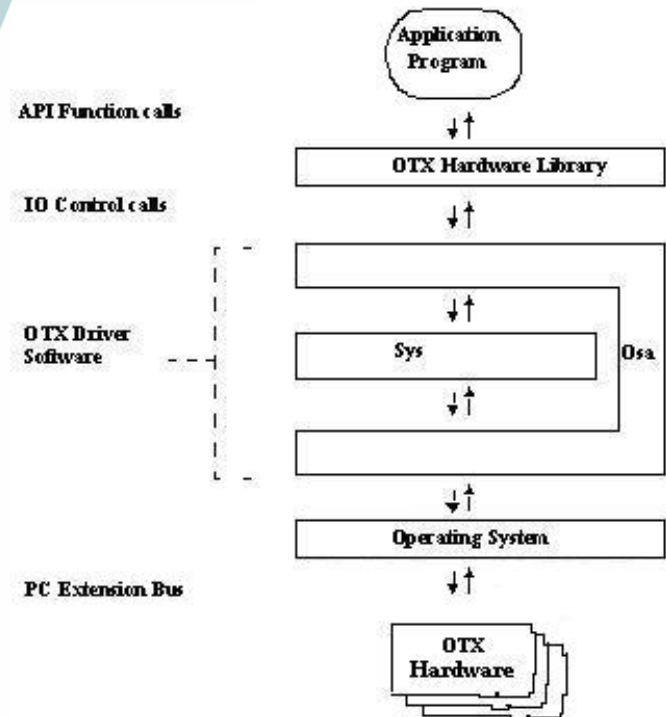 Application
Program
API Function calls
OTX Hardware Library
IO Control calls
OTX Driver
Software
Sys
Osa
Operating System
PC Extension Bus
OTX
Hardware